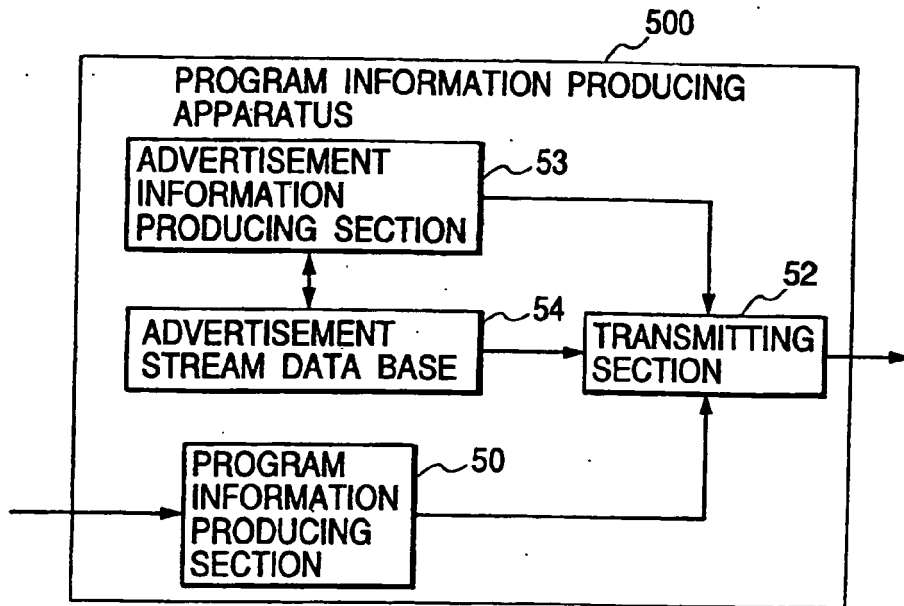 500
PROGRAM INFORMATION PRODUCING
APPARATUS
ADVERTISEMENT
INFORMATION
PRODUCING SECTION
53
ADVERTISEMENT
STREAM DATA BASE
54
TRANSMITTING
SECTION
52
PROGRAM
INFORMATION
PRODUCING
SECTION
50